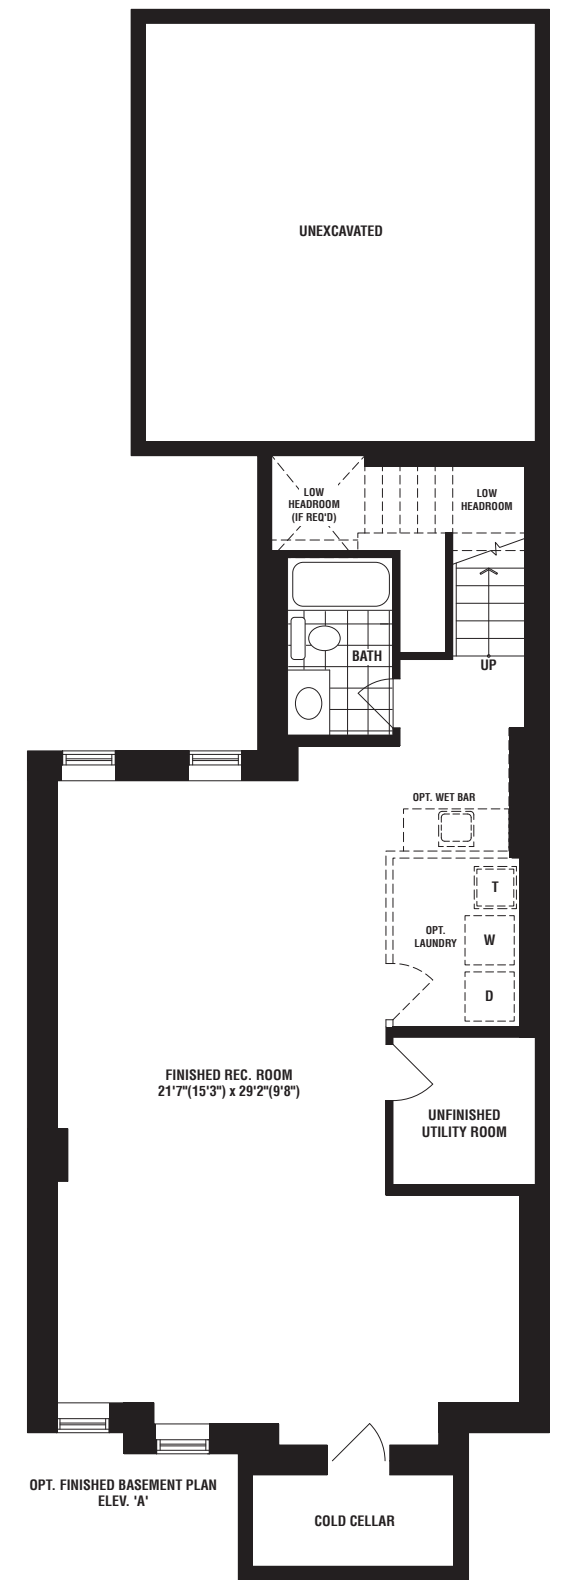 UNEXCAVATED
LOW
HEADROOM
(IF REQ'D)
LOW
HEADROOM
BATH
UP
OPT. WET BAR
T
OPT.
LAUNDRY
W
D
FINISHED REC. ROOM
21'7"(15'3") x 29'2"(9'8")
UNFINISHED
UTILITY ROOM
OPT. FINISHED BASEMENT PLAN
ELEV. 'A'
COLD CELLAR